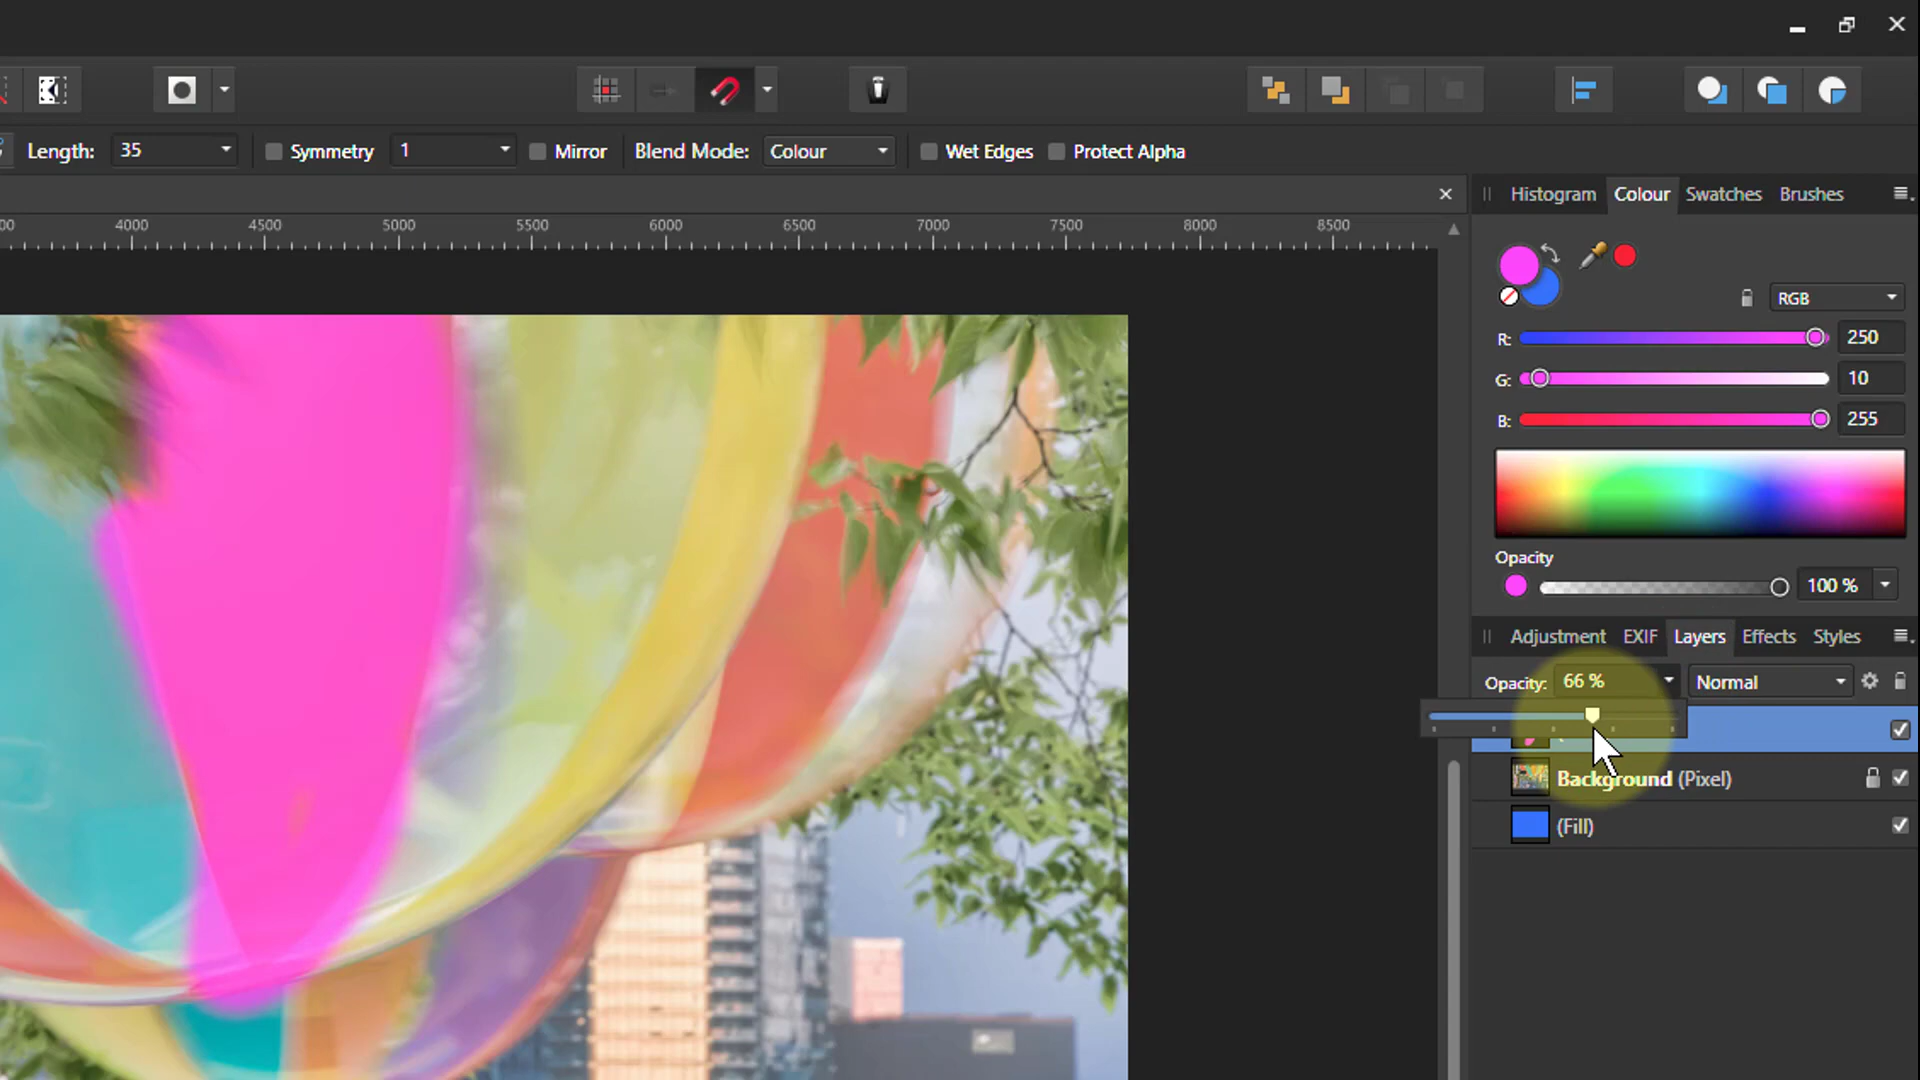 Length: 35 Symmetry 1 Mirror Blend Mode: Colour Wet Edges Protect Alpha
Histogram Colour Swatches Brushes
4000 4500 5000 5500 6000 6500 7000 7500 8000 8500
RGB
R: 250
G: 10
B: 255
Opacity
100 %
Adjustment EXIF Layers Effects Styles
Opacity: 66 % Normal
Background (Pixel)
(Fill)